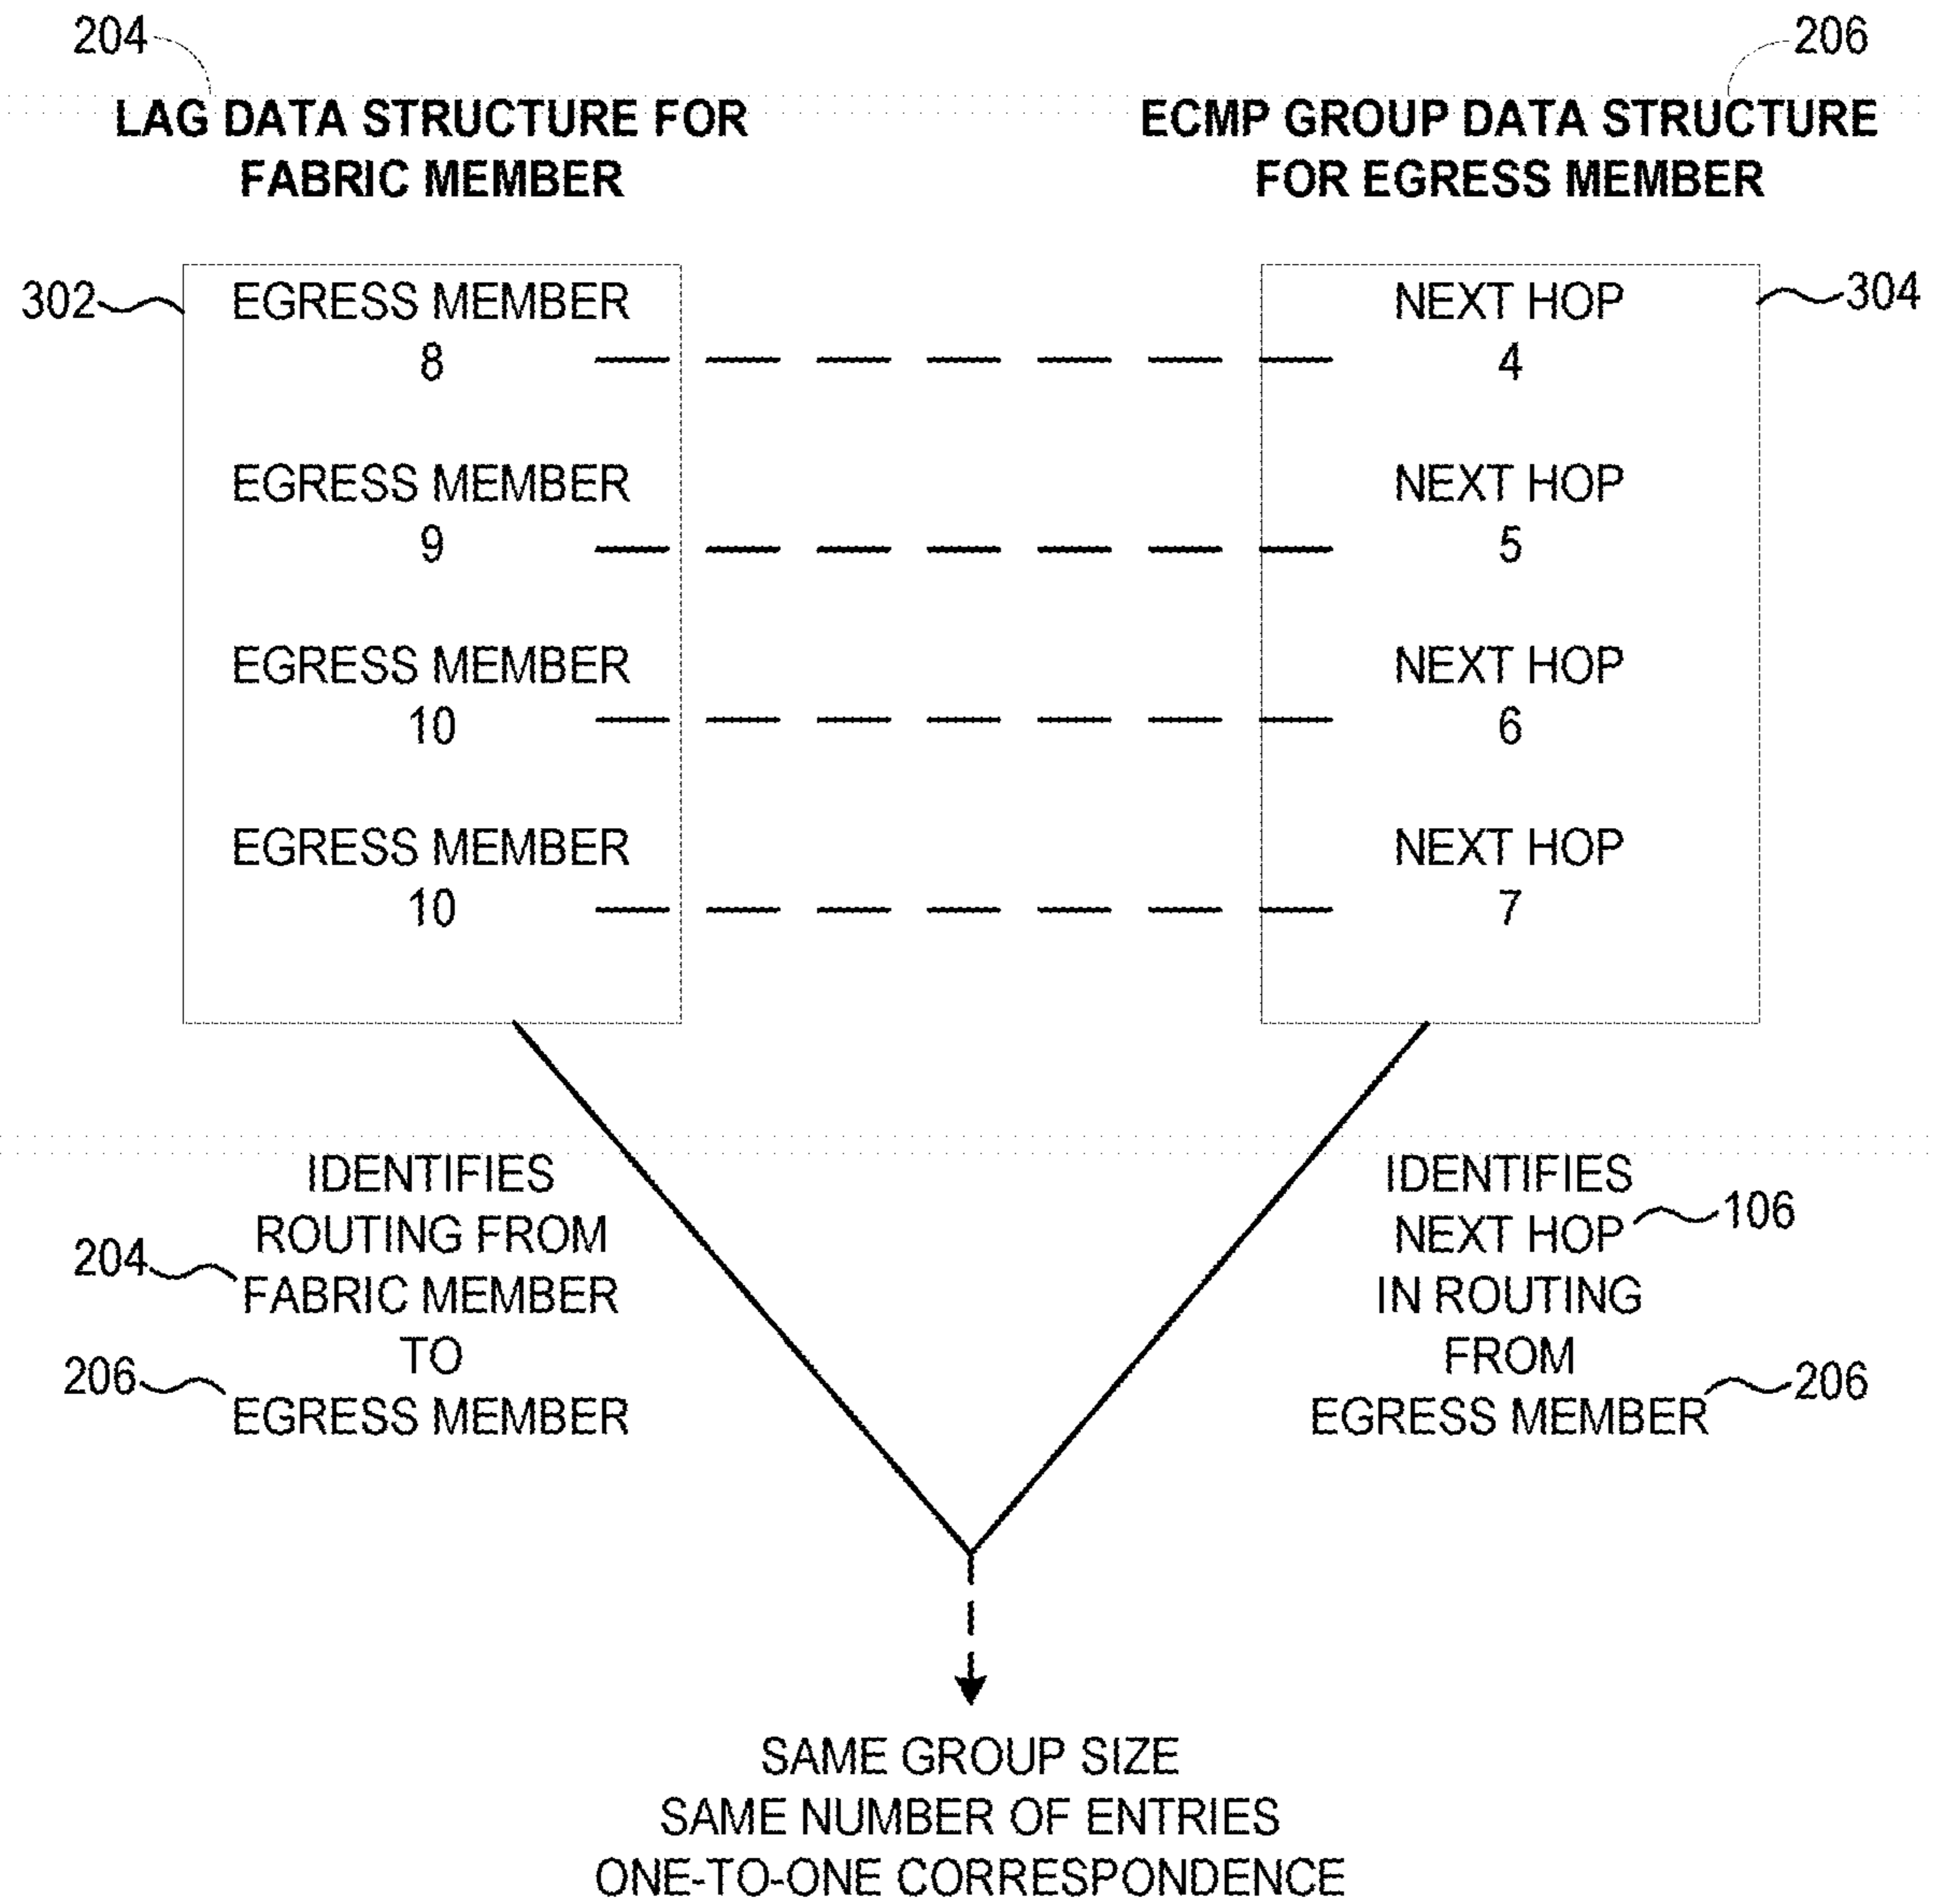 204
206
LAG DATA STRUCTURE FOR
FABRIC MEMBER
ECMP GROUP DATA STRUCTURE
FOR EGRESS MEMBER
302
EGRESS MEMBER
8
EGRESS MEMBER
9
EGRESS MEMBER
10
EGRESS MEMBER
10
304
NEXT HOP
4
NEXT HOP
5
NEXT HOP
6
NEXT HOP
7
IDENTIFIES
ROUTING FROM
204
FABRIC MEMBER
TO
206
EGRESS MEMBER
IDENTIFIES
NEXT HOP
106
IN ROUTING
FROM
EGRESS MEMBER
206
SAME GROUP SIZE
SAME NUMBER OF ENTRIES
ONE-TO-ONE CORRESPONDENCE